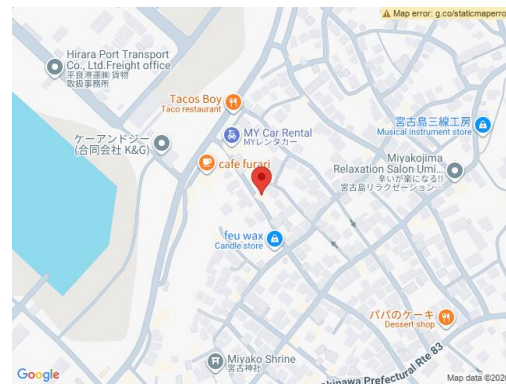 Map error: g.co/staticmaperro
Hirara Port Transport
Co., Ltd.Freight office
平良港運㈱ 貨物
取扱事務所
Tacos Boy
Taco restaurant
宮古島三線工房
Musical instrument store
ケーアンドジー
(合同会社 K&G)
MY Car Rental
MYレンタカー
cafe furari
Miyakojima
Relaxation Salon Umi...
辛いが楽になる!!
宮古島リラクゼーション...
feu wax
Candle store
パパのケーキ
Dessert shop
Miyako Shrine
宮古神社
kinawa Prefectural Rte 83
Google
Map data ©202